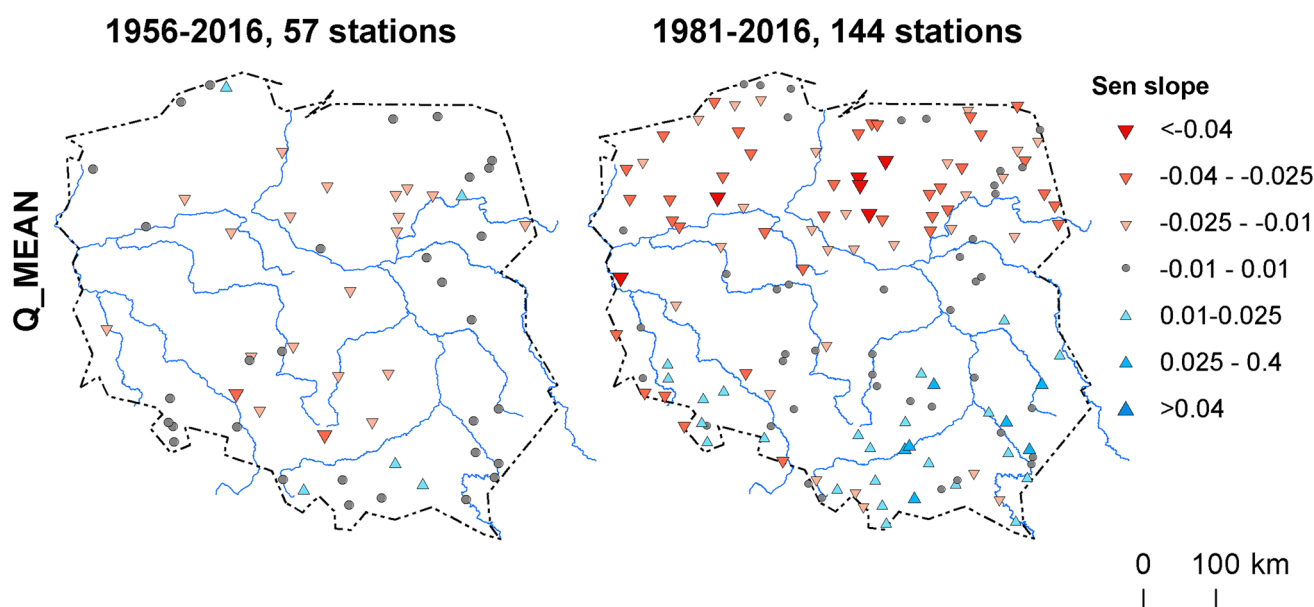 1956-2016, 57 stations
1981-2016, 144 stations
Q_MEAN
Sen slope
<-0.04
-0.04 - -0.025
-0.025 - -0.01
-0.01 - 0.01
0.01-0.025
0.025 - 0.4
>0.04
0 100 km